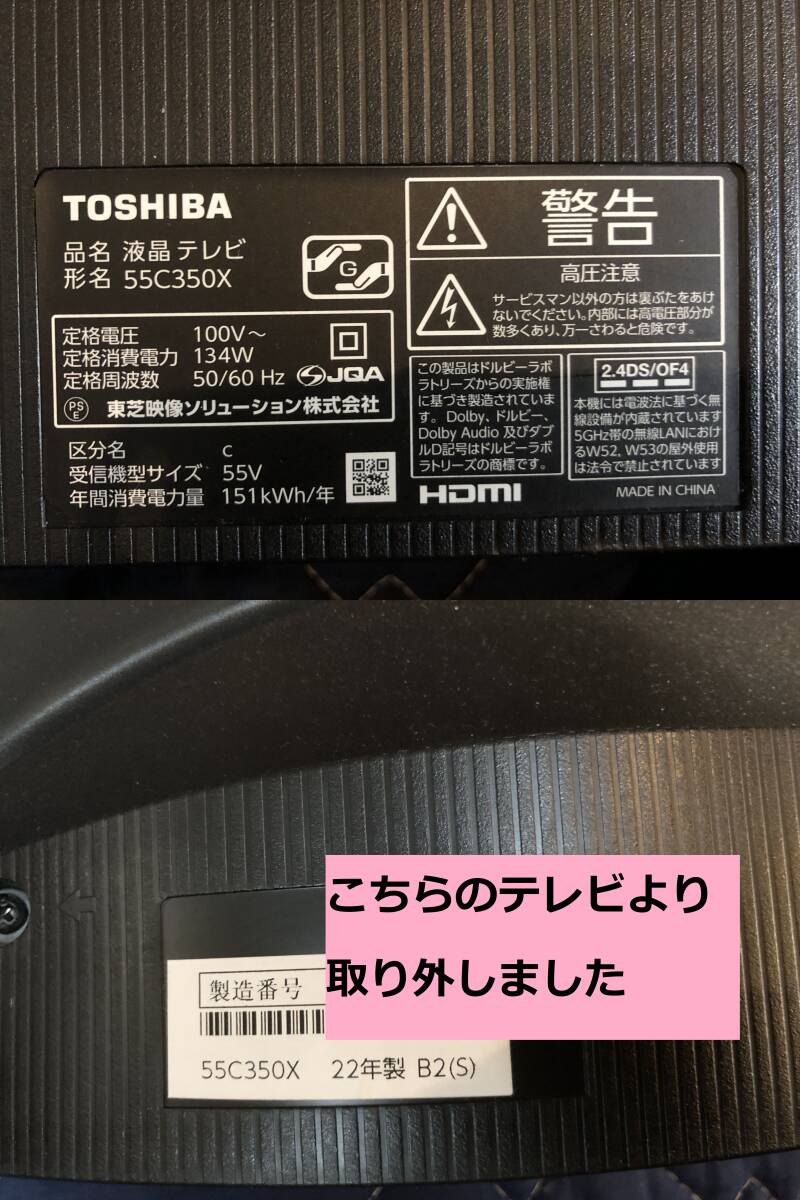 TOSHIBA
品名 液晶テレビ
形名 55C350X
G
定格電圧 100V～
定格消費電力 134W
定格周波数 50/60 Hz
JQA
PS
E
東芝映像ソリューション株式会社
区分名 c
受信機型サイズ 55V
年間消費電力量 151kWh/年
警告
高圧注意
サービスマン以外の方は裏ぶたをあけ
ないでください。内部には高電圧部分が
数多くあり、万一さわると危険です。
この製品はドルビーラボ
ラトリーズからの実施権
に基づき製造されていま
す。Dolby、ドルビー、
Dolby Audio 及びダブ
ルD記号はドルビーラボ
ラトリーズの商標です。
2.4DS/OF4
本機には電波法に基づく無
線設備が内蔵されています
5GHz帯の無線LANにおけ
るW52, W53の屋外使用
は法令で禁止されています
HDMI
MADE IN CHINA
こちらのテレビより
取り外しました
製造番号
55C350X 22年製 B2(S)